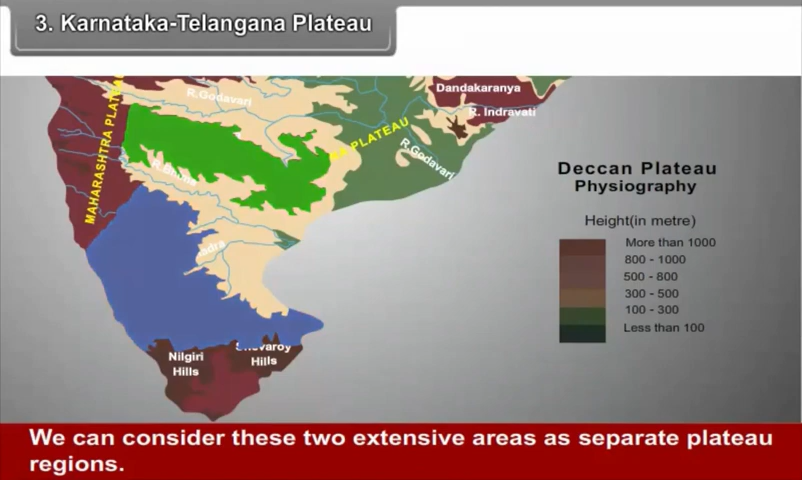 3. Karnataka-Telangana Plateau
Dandakaranya
R.Godavari
R. Indravati
MAHARASHTRA
PLATEAU
R.Godavari
Deccan Plateau
Physiography
Height(in metre)
More than 1000
800 - 1000
500 - 800
300 - 500
100 - 300
Less than 100
Nilgiri
Hills
Hills
We can consider these two extensive areas as separate plateau
regions.